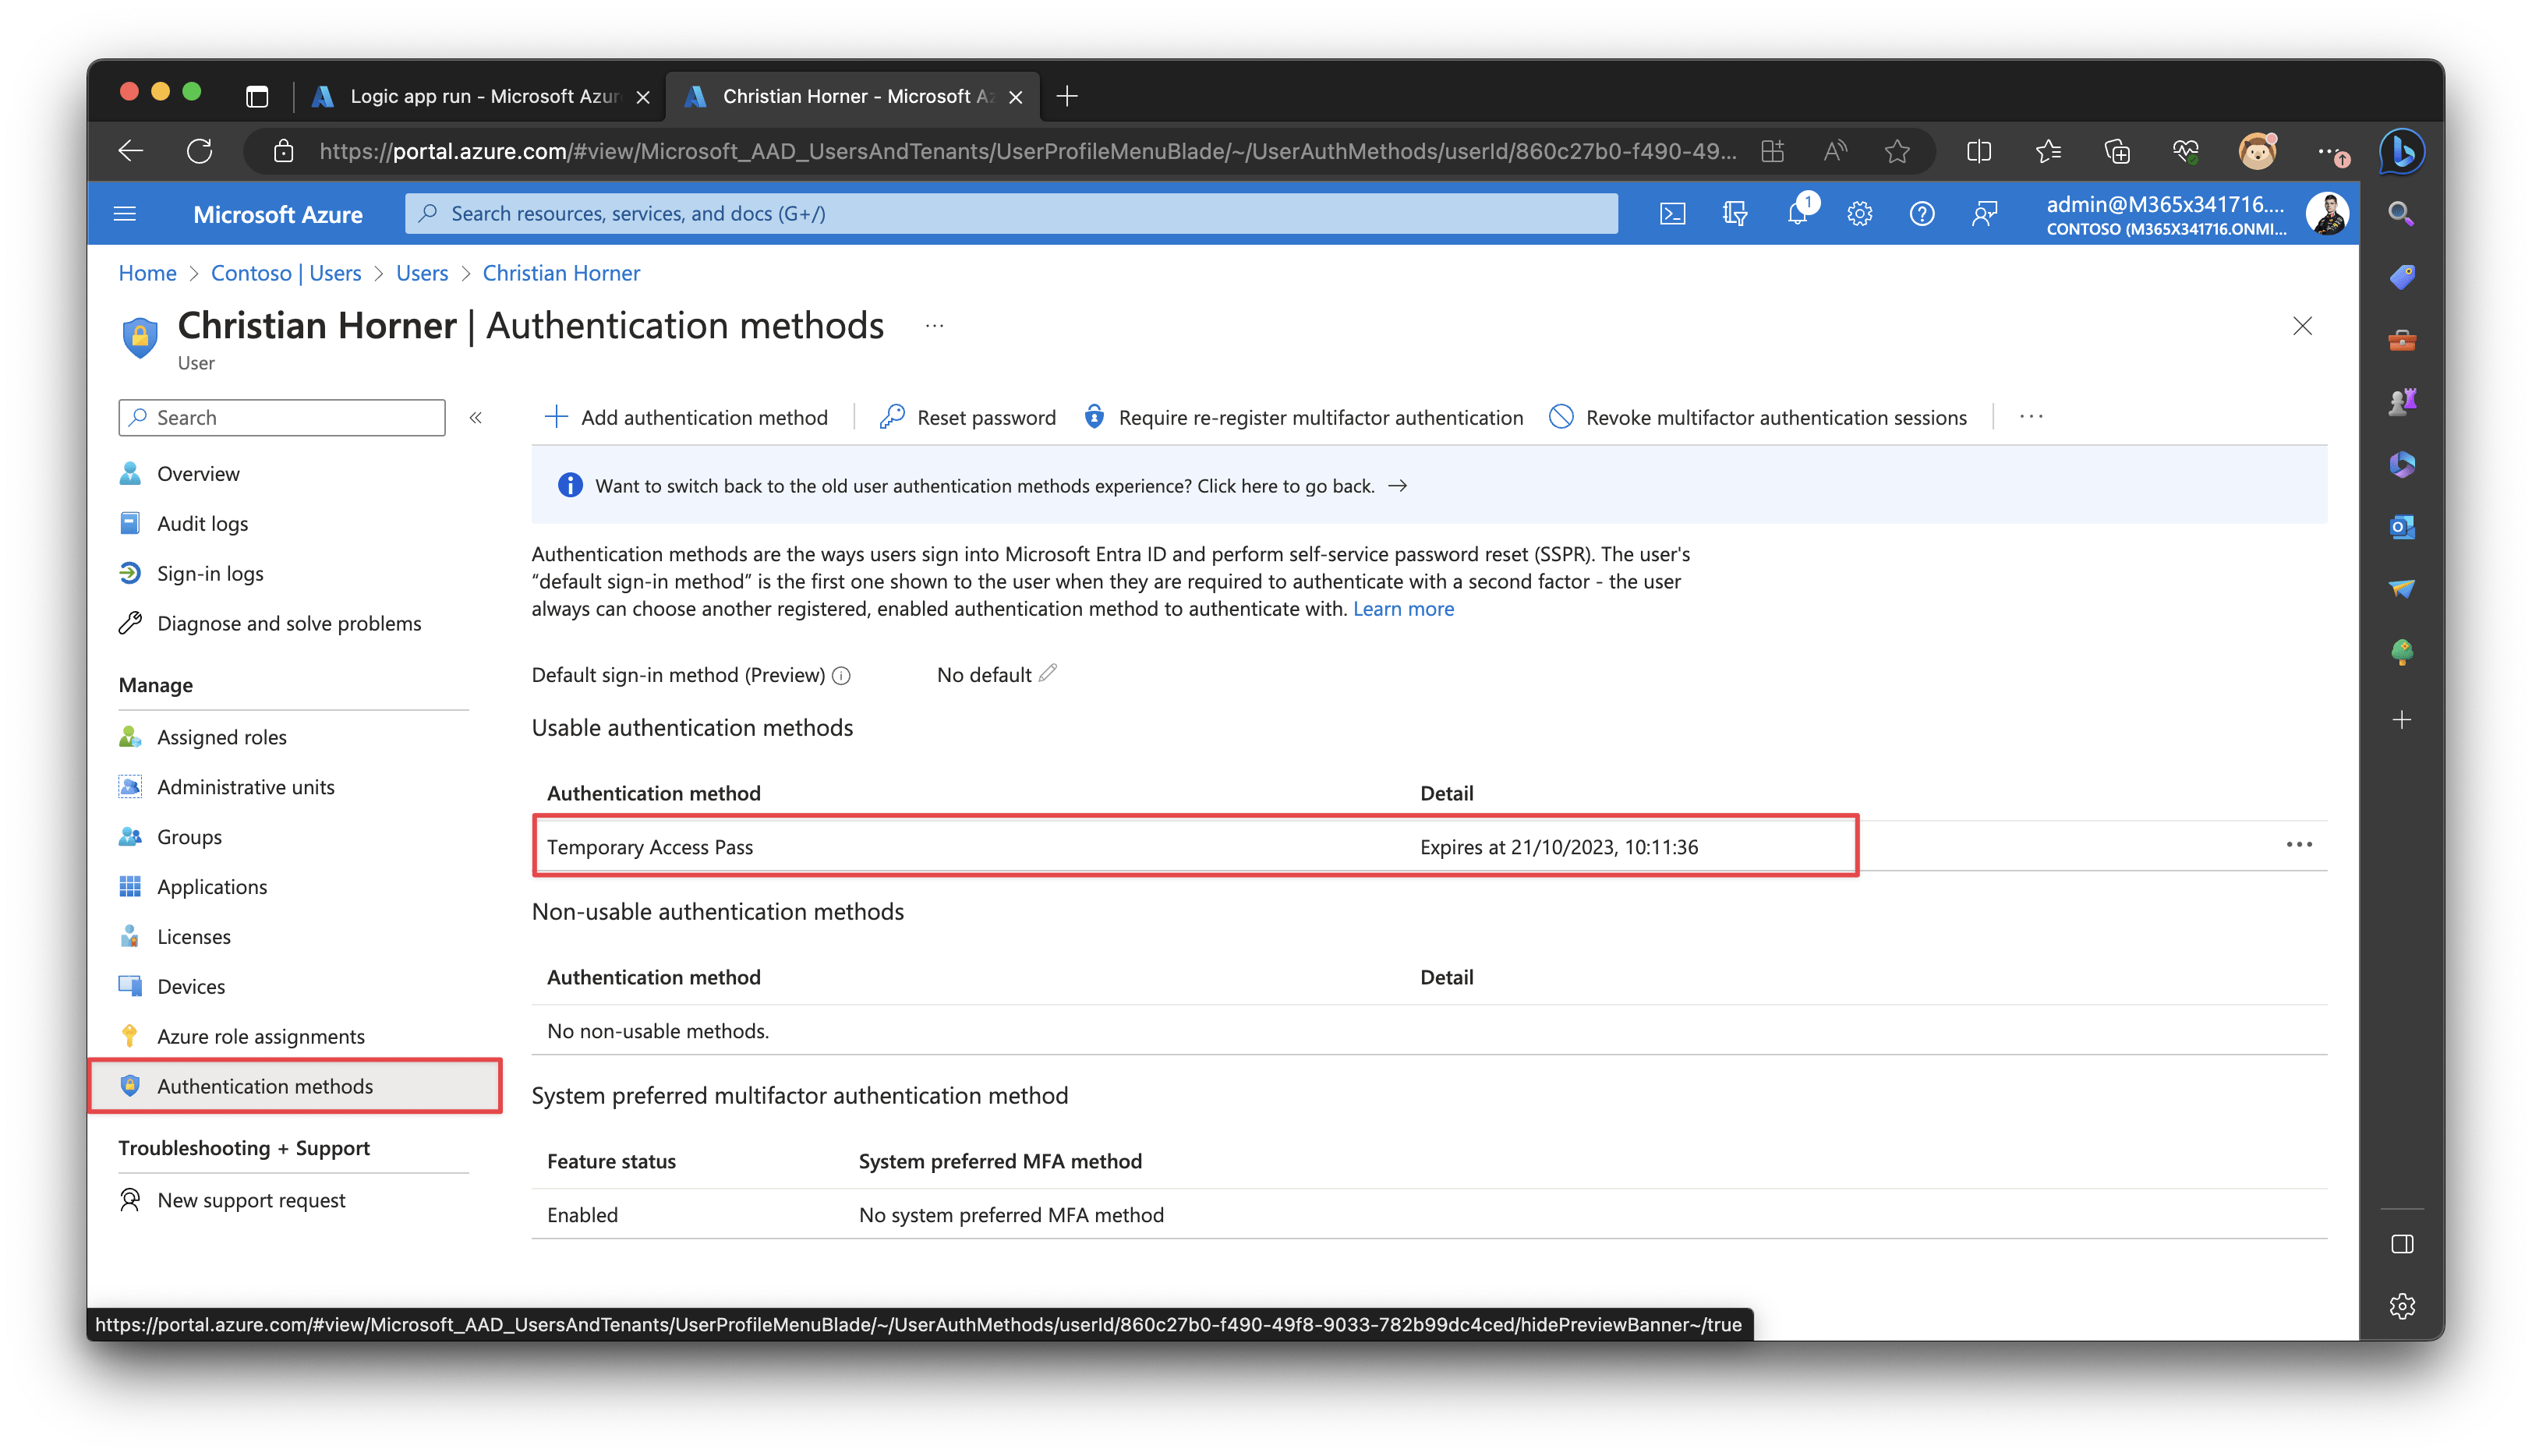 Logic app run - Microsoft Azur
Christian Horner - Microsoft Az
https://portal.azure.com/#view/Microsoft_AAD_UsersAndTenants/UserProfileMenuBlade/~/UserAuthMethods/userId/860c27b0-f490-49...
Microsoft Azure
Search resources, services, and docs (G+/)
1
admin@M365x341716....
CONTOSO (M365X341716.ONMI...
Home > Contoso | Users > Users > Christian Horner
Christian Horner | Authentication methods ...
User
Search
«
Add authentication method
Reset password
Require re-register multifactor authentication
Revoke multifactor authentication sessions
Want to switch back to the old user authentication methods experience? Click here to go back. →
Overview
Audit logs
Sign-in logs
Diagnose and solve problems
Manage
Assigned roles
Administrative units
Groups
Applications
Licenses
Devices
Azure role assignments
Authentication methods
Troubleshooting + Support
New support request
Authentication methods are the ways users sign into Microsoft Entra ID and perform self-service password reset (SSPR). The user's
“default sign-in method” is the first one shown to the user when they are required to authenticate with a second factor - the user
always can choose another registered, enabled authentication method to authenticate with. Learn more
Default sign-in method (Preview)
No default
Usable authentication methods
Authentication method Detail
Temporary Access Pass Expires at 21/10/2023, 10:11:36
Non-usable authentication methods
Authentication method Detail
No non-usable methods.
System preferred multifactor authentication method
Feature status System preferred MFA method
Enabled No system preferred MFA method
https://portal.azure.com/#view/Microsoft_AAD_UsersAndTenants/UserProfileMenuBlade/~/UserAuthMethods/userId/860c27b0-f490-49f8-9033-782b99dc4ced/hidePreviewBanner~/true